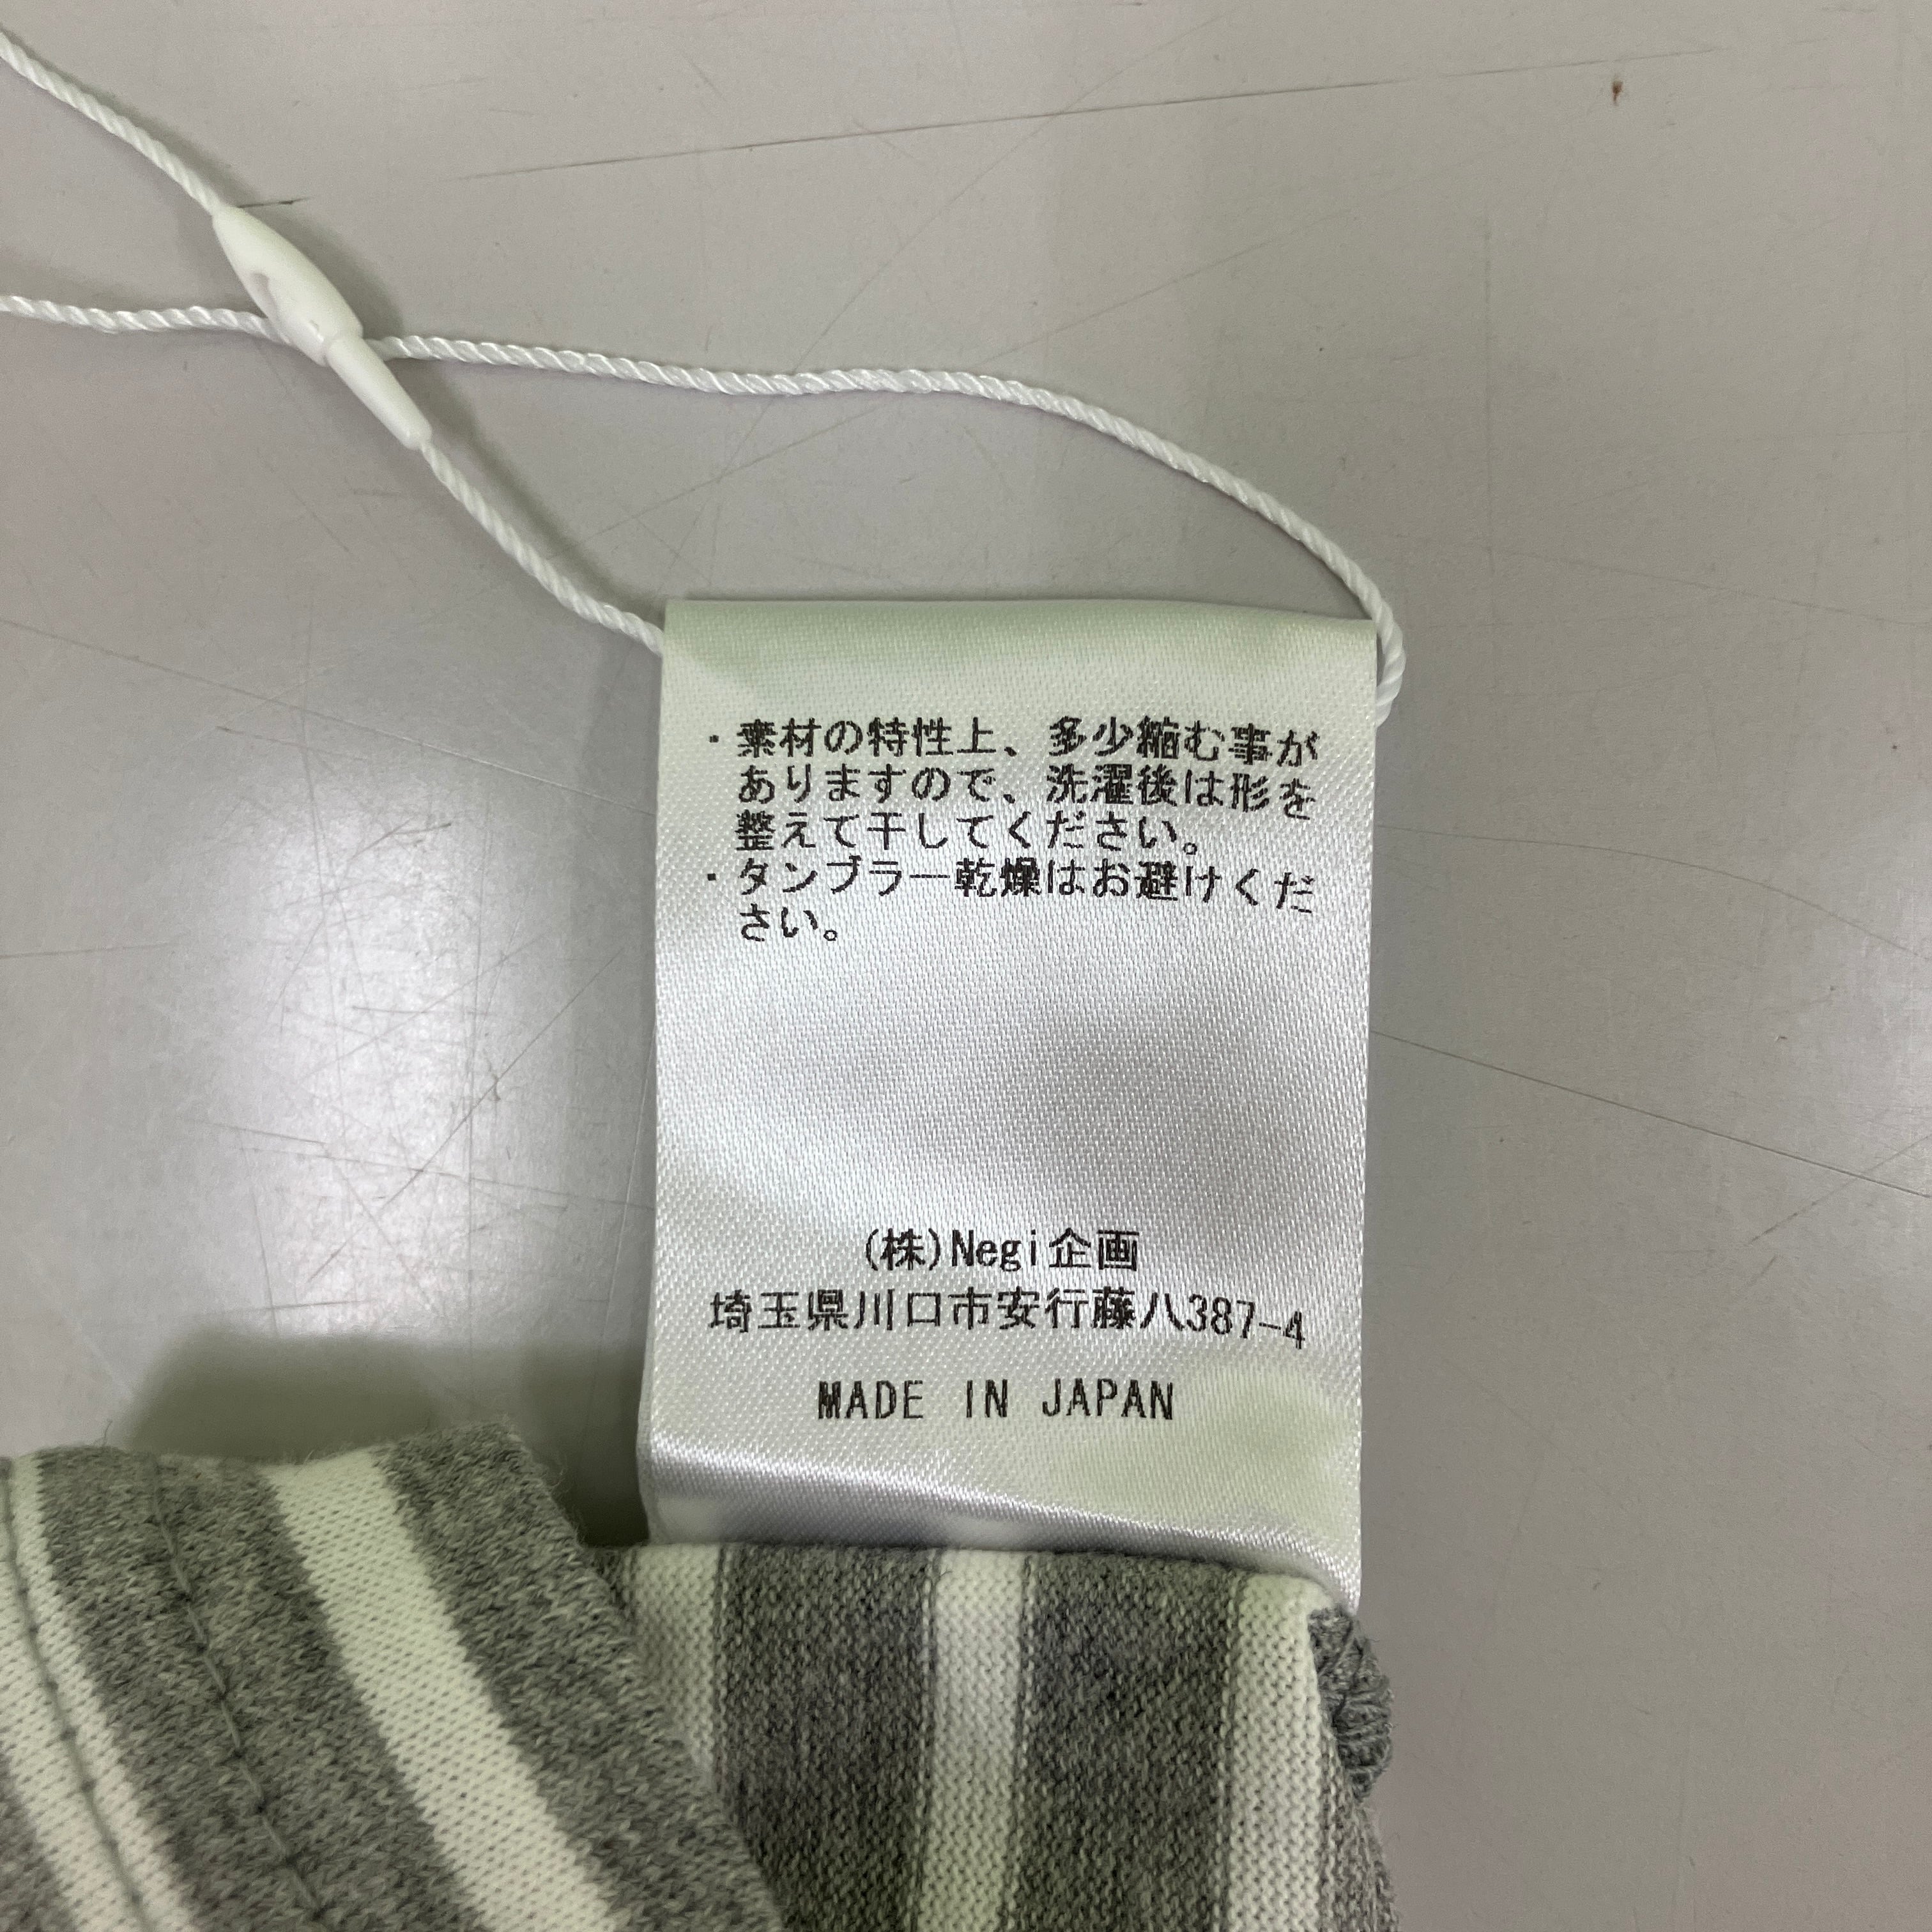 ・素材の特性上、多少縮む事が
ありますので、洗濯後は形を
整えて干してください。
・タンブラー乾燥はお避けくだ
さい。
(株)Negi企画
埼玉県川口市安行藤八387-4
MADE IN JAPAN